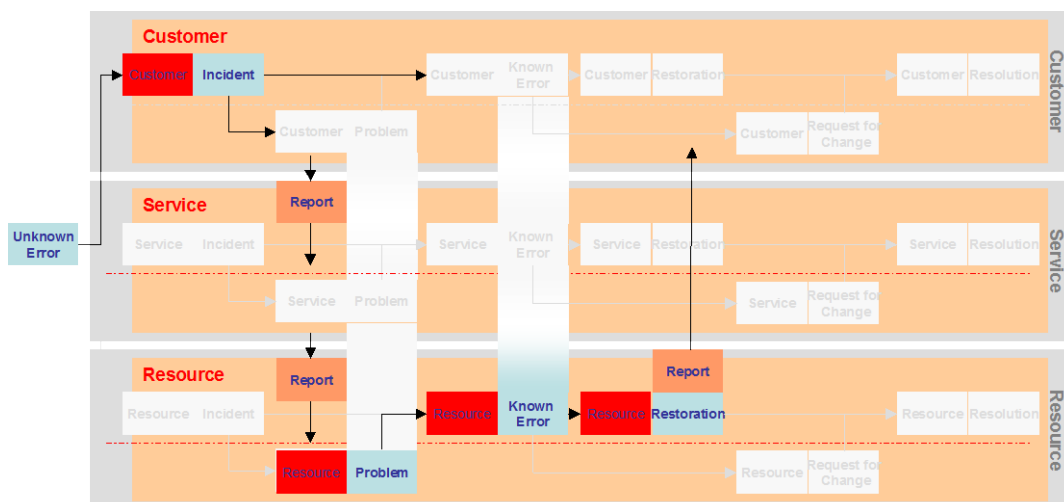 Customer
Customer Incident
Customer Known Error
Customer Restoration
Customer Resolution
Customer Problem
Customer Request for Change
Customer
Report
Service
Unknown Error
Service Incident
Service Known Error
Service Restoration
Service Resolution
Service Problem
Service Request for Change
Service
Report
Resource
Report
Resource Incident
Resource Known Error
Resource Restoration
Resource Resolution
Resource Problem
Resource Request for Change
Resource